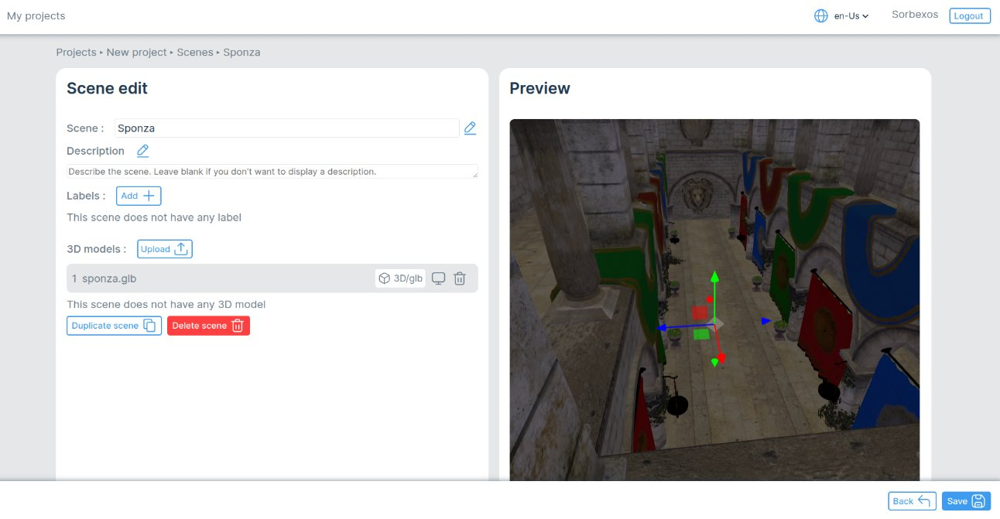 My projects
en-Us
Sorbexos
Logout
Projects ‣ New project ‣ Scenes ‣ Sponza
Scene edit
Scene : Sponza
Description
Describe the scene. Leave blank if you don't want to display a description.
Labels : Add
This scene does not have any label
3D models : Upload
1 sponza.glb 3D/glb
This scene does not have any 3D model
Duplicate scene
Delete scene
Preview
Back
Save